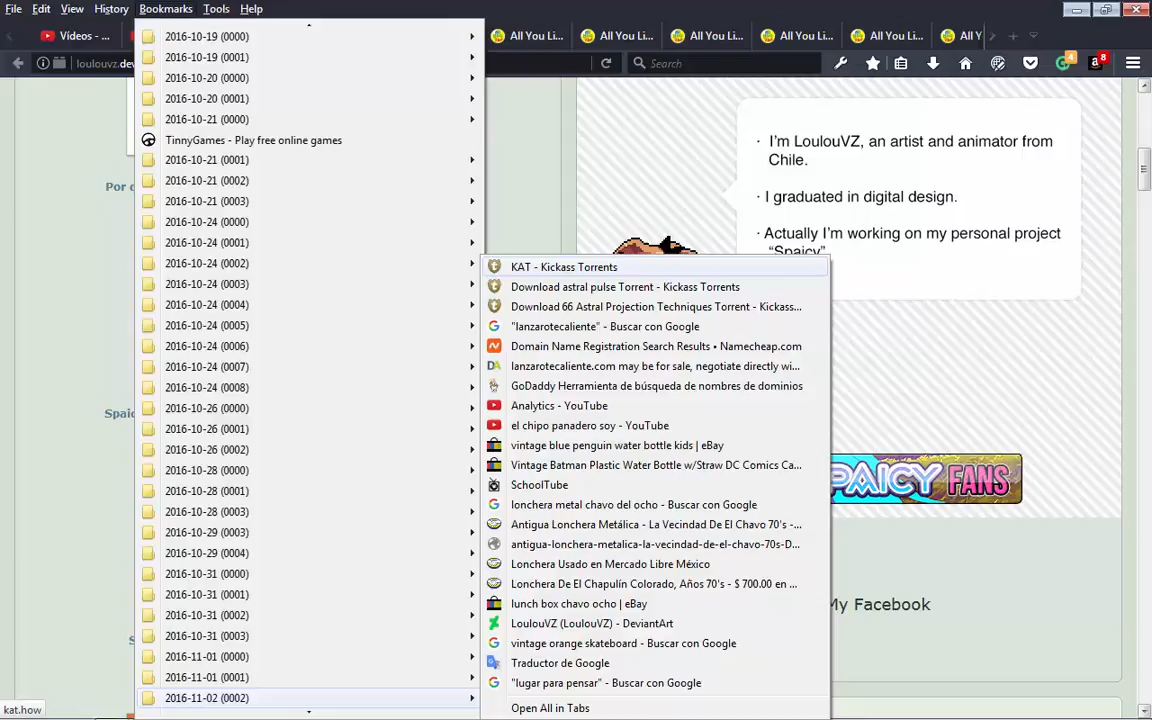 File Edit View History Bookmarks Tools Help
Vídeos - ...
All You Li...
All You Li...
All You Li...
All You Li...
All You Li...
All Y
loulouvz.dev
Search
4
8
2016-10-19 (0000)
2016-10-19 (0001)
2016-10-20 (0000)
2016-10-20 (0001)
2016-10-20 (0000)
TinnyGames - Play free online games
2016-10-21 (0001)
2016-10-21 (0002)
2016-10-21 (0003)
2016-10-24 (0000)
2016-10-24 (0001)
2016-10-24 (0002)
2016-10-24 (0003)
2016-10-24 (0004)
2016-10-24 (0005)
2016-10-24 (0006)
2016-10-24 (0007)
2016-10-24 (0008)
2016-10-26 (0000)
2016-10-26 (0001)
2016-10-26 (0002)
2016-10-28 (0000)
2016-10-28 (0001)
2016-10-28 (0003)
2016-10-29 (0003)
2016-10-29 (0004)
2016-10-31 (0000)
2016-10-31 (0001)
2016-10-31 (0002)
2016-10-31 (0003)
2016-11-01 (0000)
2016-11-01 (0001)
2016-11-02 (0002)
KAT - Kickass Torrents
Download astral pulse Torrent - Kickass Torrents
Download 66 Astral Projection Techniques Torrent - Kickass...
"lanzarotecaliente" - Buscar con Google
Domain Name Registration Search Results • Namecheap.com
lanzarotecaliente.com may be for sale, negotiate directly wi...
GoDaddy Herramienta de búsqueda de nombres de dominios
Analytics - YouTube
el chipo panadero soy - YouTube
vintage blue penguin water bottle kids | eBay
Vintage Batman Plastic Water Bottle w/Straw DC Comics Ca...
SchoolTube
lonchera metal chavo del ocho - Buscar con Google
Antigua Lonchera Metálica - La Vecindad De El Chavo 70's -...
antigua-lonchera-metalica-la-vecindad-de-el-chavo-70s-D...
Lonchera Usado en Mercado Libre México
Lonchera De El Chapulín Colorado, Años 70's - $ 700.00 en ...
lunch box chavo ocho | eBay
LoulouVZ (LoulouVZ) - DeviantArt
vintage orange skateboard - Buscar con Google
Traductor de Google
"lugar para pensar" - Buscar con Google
Open All in Tabs
· I'm LoulouVZ, an artist and animator from
Chile.
· I graduated in digital design.
· Actually I'm working on my personal project
"Spaicy"
Por
Spaic
SPAICY FANS
My Facebook
kat.how